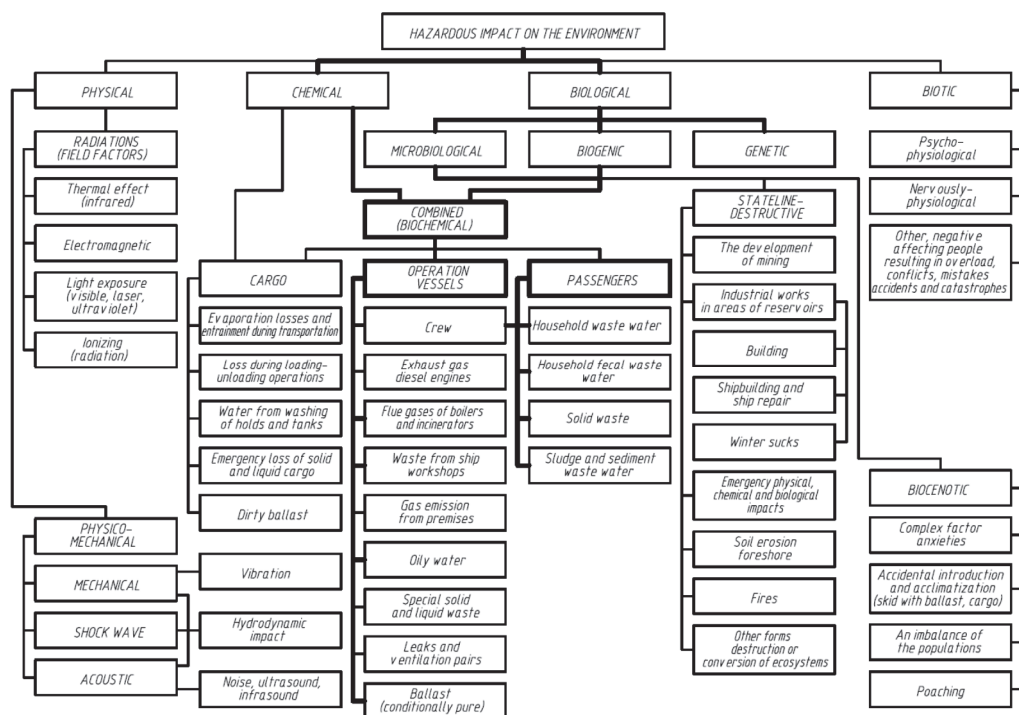 HAZARDOUS IMPACT ON THE ENVIRONMENT
PHYSICAL
CHEMICAL
BIOLOGICAL
BIOTIC
RADIATIONS
(FIELD FACTORS)
Thermal effect
(infrared)
Electromagnetic
Light exposure
(visible, laser,
ultraviolet)
Ionizing
(radiation)
MICROBIOLOGICAL
BIOGENIC
GENETIC
COMBINED
(BIOCHEMICAL)
CARGO
Evaporation losses and
entrainment during transportation
Loss during loading-
unloading operations
Water from washing
of holds and tanks
Emergency loss of solid
and liquid cargo
Dirty ballast
OPERATION
VESSELS
Crew
Exhaust gas
diesel engines
Flue gases of boilers
and incinerators
Waste from ship
workshops
Gas emission
from premises
Oily water
Special solid
and liquid waste
Leaks and
ventilation pairs
Ballast
(conditionally pure)
PASSENGERS
Household waste water
Household fecal waste
water
Solid waste
Sludge and sediment
waste water
STATELINE-
DESTRUCTIVE
The development
of mining
Industrial works
in areas of reservoirs
Building
Shipbuilding and
ship repair
Winter sucks
Emergency physical,
chemical and biological
impacts
Soil erosion
foreshore
Fires
Other forms
destruction or
conversion of ecosystems
Psycho-
physiological
Nervously-
physiological
Other, negative
affecting people
resulting in overload,
conflicts, mistakes
accidents and catastrophes
BIOCENOTIC
Complex factor
anxieties
Accidental introduction
and acclimatization
(skid with ballast, cargo)
An imbalance of
the populations
Poaching
PHYSICO-
MECHANICAL
MECHANICAL
SHOCK WAVE
ACOUSTIC
Vibration
Hydrodynamic
impact
Noise, ultrasound,
infrasound